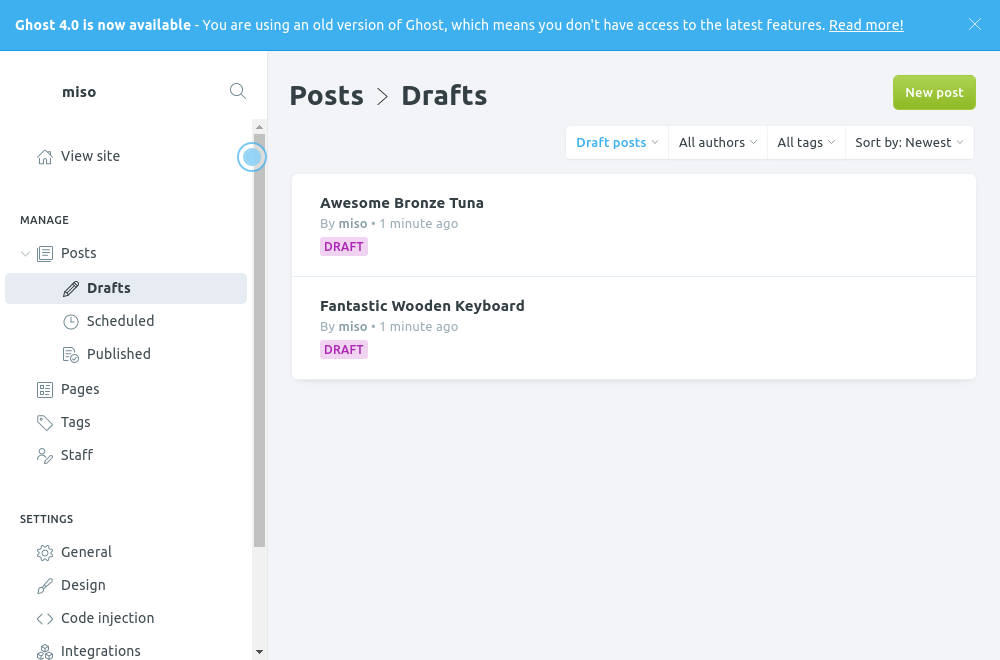 Ghost 4.0 is now available - You are using an old version of Ghost, which means you don't have access to the latest features. Read more!
miso
View site
MANAGE
Posts
Drafts
Scheduled
Published
Pages
Tags
Staff
SETTINGS
General
Design
Code injection
Integrations
Posts > Drafts
New post
Draft posts All authors All tags Sort by: Newest
Awesome Bronze Tuna
By miso • 1 minute ago
DRAFT
Fantastic Wooden Keyboard
By miso • 1 minute ago
DRAFT